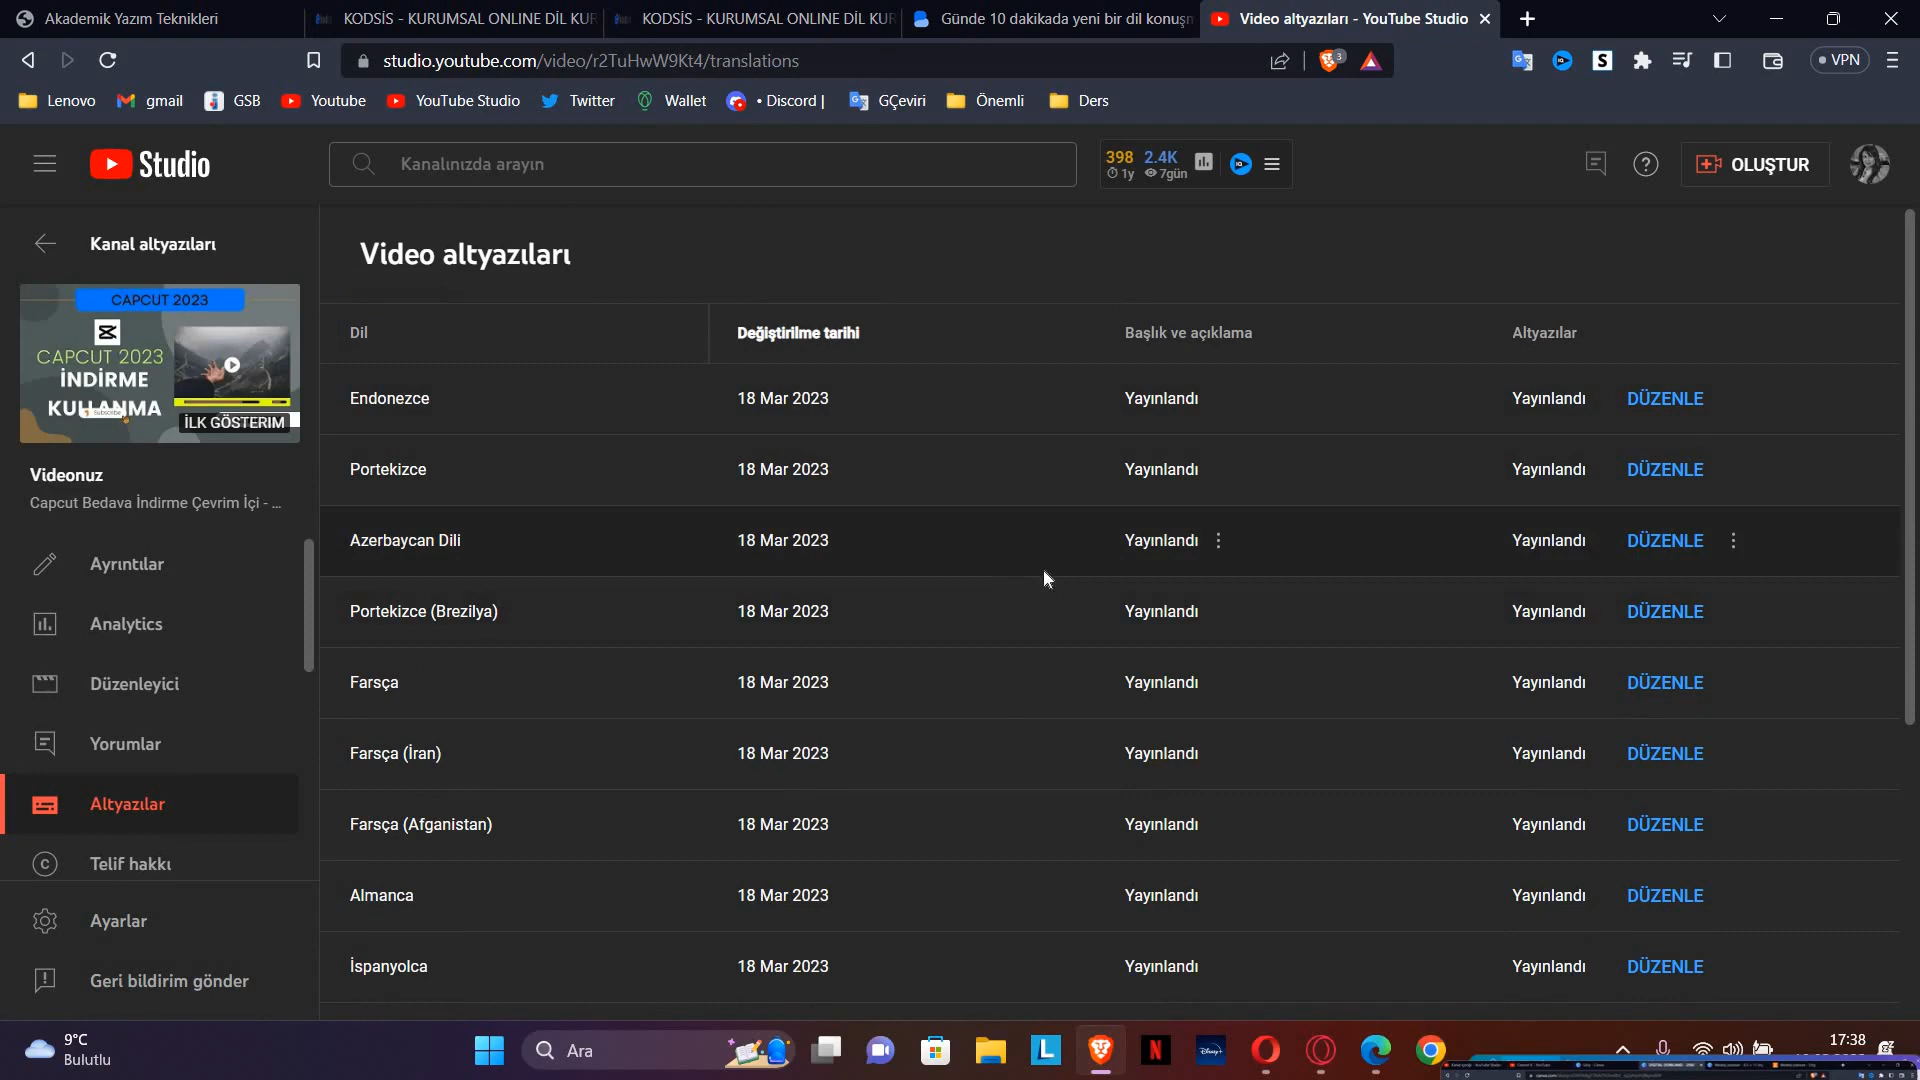 Akademik Yazım Teknikleri
KODSİS - KURUMSAL ONLINE DİL KUR
KODSİS - KURUMSAL ONLINE DİL KUR
Günde 10 dakikada yeni bir dil konuşm
Video altyazıları - YouTube Studio
studio.youtube.com/video/r2TuHwW9Kt4/translations
3
VPN
Lenovo
gmail
GSB
Youtube
YouTube Studio
Twitter
Wallet
• Discord |
GÇeviri
Önemli
Ders
Studio
Kanalınızda arayın
398 2.4K
1y 7gün
OLUŞTUR
Kanal altyazıları
CAPCUT 2023
CAPCUT 2023
İNDİRME
KULLANMA
Subscribe
İLK GÖSTERIM
Videonuz
Capcut Bedava İndirme Çevrim İçi - ...
Ayrıntılar
Analytics
Düzenleyici
Yorumlar
Altyazılar
Telif hakkı
Ayarlar
Geri bildirim gönder
Video altyazıları
Dil Değiştirilme tarihi Başlık ve açıklama Altyazılar
Endonezce 18 Mar 2023 Yayınlandı Yayınlandı DÜZENLE
Portekizce 18 Mar 2023 Yayınlandı Yayınlandı DÜZENLE
Azerbaycan Dili 18 Mar 2023 Yayınlandı Yayınlandı DÜZENLE
Portekizce (Brezilya) 18 Mar 2023 Yayınlandı Yayınlandı DÜZENLE
Farsça 18 Mar 2023 Yayınlandı Yayınlandı DÜZENLE
Farsça (İran) 18 Mar 2023 Yayınlandı Yayınlandı DÜZENLE
Farsça (Afganistan) 18 Mar 2023 Yayınlandı Yayınlandı DÜZENLE
Almanca 18 Mar 2023 Yayınlandı Yayınlandı DÜZENLE
İspanyolca 18 Mar 2023 Yayınlandı Yayınlandı DÜZENLE
9°C
Bulutlu
Ara
17:38